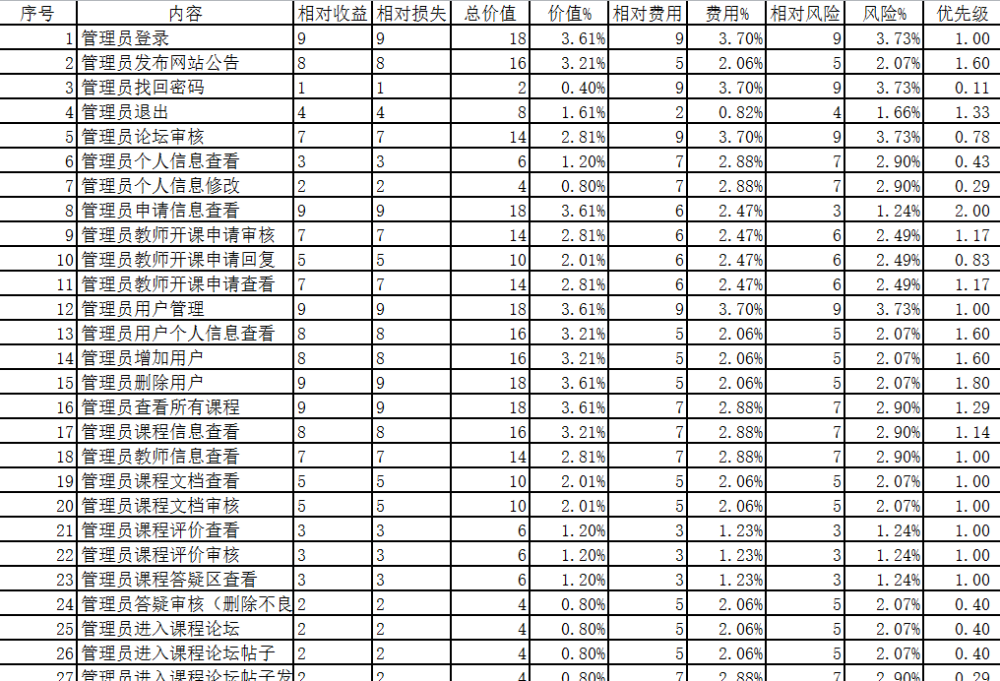 序号 内容 相对收益 相对损失 总价值 价值% 相对费用 费用% 相对风险 风险% 优先级
1 管理员登录 9 9 18 3.61% 9 3.70% 9 3.73% 1.00
2 管理员发布网站公告 8 8 16 3.21% 5 2.06% 5 2.07% 1.60
3 管理员找回密码 1 1 2 0.40% 9 3.70% 9 3.73% 0.11
4 管理员退出 4 4 8 1.61% 2 0.82% 4 1.66% 1.33
5 管理员论坛审核 7 7 14 2.81% 9 3.70% 9 3.73% 0.78
6 管理员个人信息查看 3 3 6 1.20% 7 2.88% 7 2.90% 0.43
7 管理员个人信息修改 2 2 4 0.80% 7 2.88% 7 2.90% 0.29
8 管理员申请信息查看 9 9 18 3.61% 6 2.47% 3 1.24% 2.00
9 管理员教师开课申请审核 7 7 14 2.81% 6 2.47% 6 2.49% 1.17
10 管理员教师开课申请回复 5 5 10 2.01% 6 2.47% 6 2.49% 0.83
11 管理员教师开课申请查看 7 7 14 2.81% 6 2.47% 6 2.49% 1.17
12 管理员用户管理 9 9 18 3.61% 9 3.70% 9 3.73% 1.00
13 管理员用户个人信息查看 8 8 16 3.21% 5 2.06% 5 2.07% 1.60
14 管理员增加用户 8 8 16 3.21% 5 2.06% 5 2.07% 1.60
15 管理员删除用户 9 9 18 3.61% 5 2.06% 5 2.07% 1.80
16 管理员查看所有课程 9 9 18 3.61% 7 2.88% 7 2.90% 1.29
17 管理员课程信息查看 8 8 16 3.21% 7 2.88% 7 2.90% 1.14
18 管理员教师信息查看 7 7 14 2.81% 7 2.88% 7 2.90% 1.00
19 管理员课程文档查看 5 5 10 2.01% 5 2.06% 5 2.07% 1.00
20 管理员课程文档审核 5 5 10 2.01% 5 2.06% 5 2.07% 1.00
21 管理员课程评价查看 3 3 6 1.20% 3 1.23% 3 1.24% 1.00
22 管理员课程评价审核 3 3 6 1.20% 3 1.23% 3 1.24% 1.00
23 管理员课程答疑区查看 3 3 6 1.20% 3 1.23% 3 1.24% 1.00
24 管理员答疑审核（删除不良 2 2 4 0.80% 5 2.06% 5 2.07% 0.40
25 管理员进入课程论坛 2 2 4 0.80% 5 2.06% 5 2.07% 0.40
26 管理员进入课程论坛帖子 2 2 4 0.80% 5 2.06% 5 2.07% 0.40
27 管理员进入课程论坛帖子发 2 2 4 0.80% 7 2.88% 7 2.90% 0.29